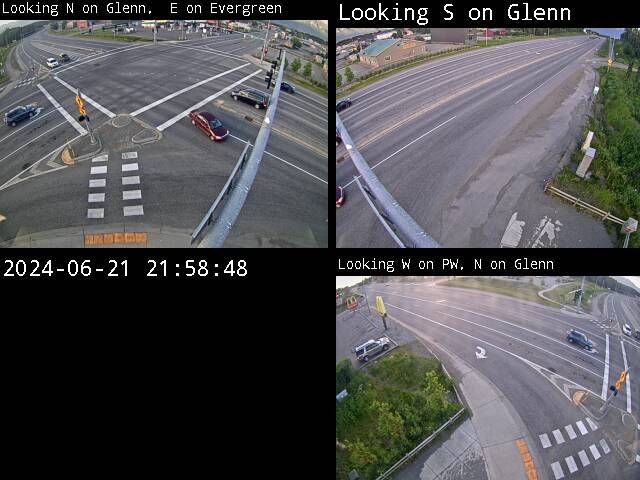 Looking N on Glenn,  E on Evergreen
Looking S on Glenn
2024-06-21 21:58:48
Looking W on PW, N on Glenn